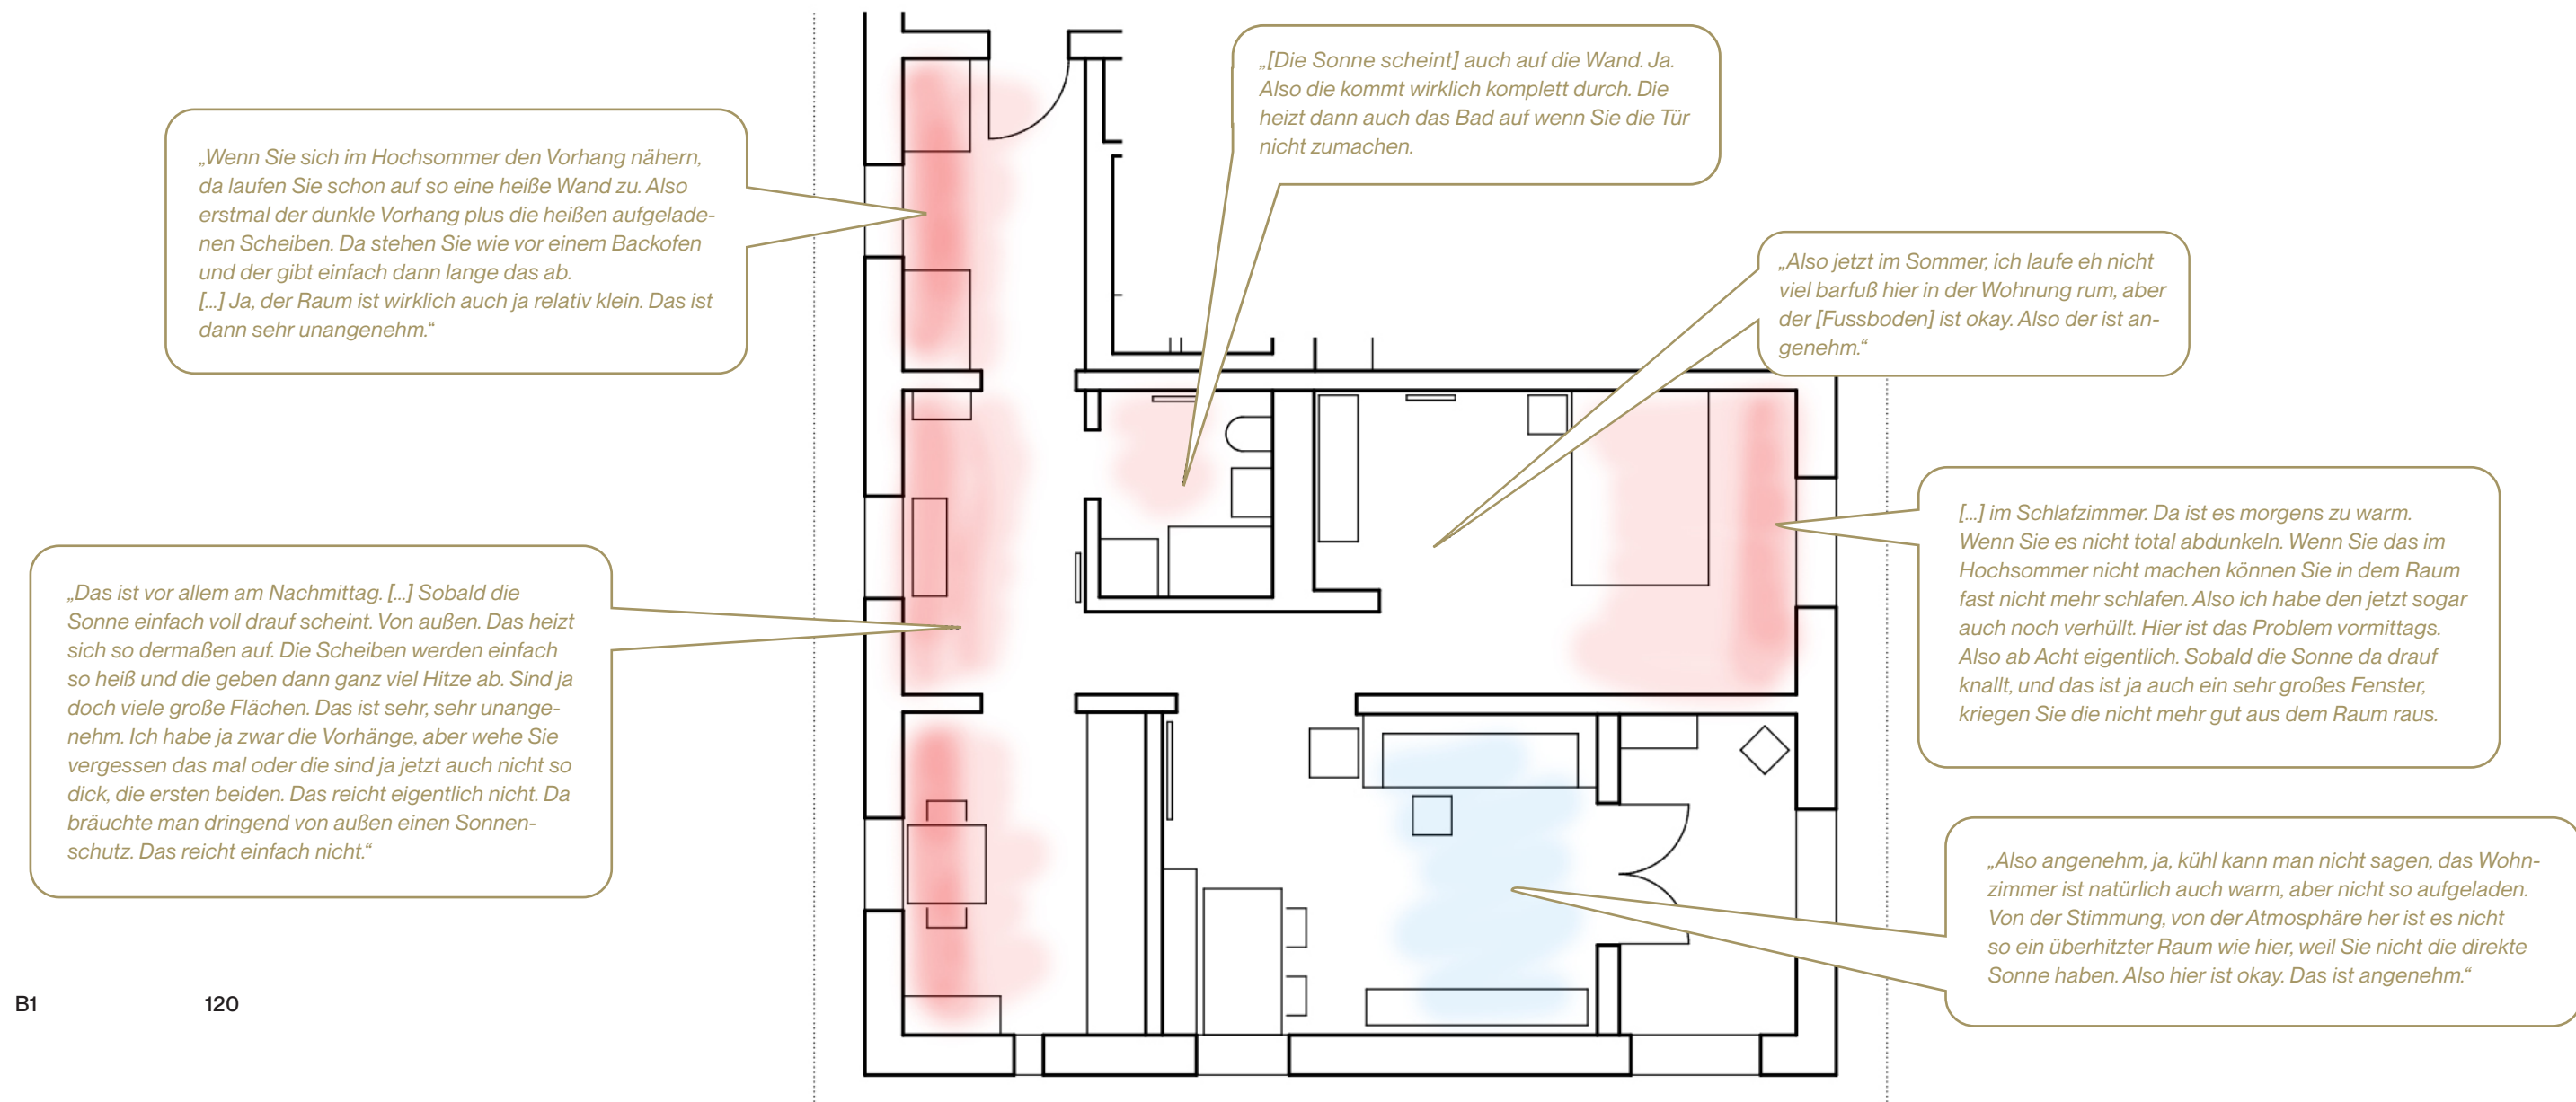 „[Die Sonne scheint] auch auf die Wand. Ja.
Also die kommt wirklich komplett durch. Die
heizt dann auch das Bad auf wenn Sie die Tür
nicht zumachen.
„Wenn Sie sich im Hochsommer den Vorhang nähern,
da laufen Sie schon auf so eine heiße Wand zu. Also
erstmal der dunkle Vorhang plus die heißen aufgelade-
nen Scheiben. Da stehen Sie wie vor einem Backofen
und der gibt einfach dann lange das ab.
[...] Ja, der Raum ist wirklich auch ja relativ klein. Das ist
dann sehr unangenehm.“
„Also jetzt im Sommer, ich laufe eh nicht
viel barfuß hier in der Wohnung rum, aber
der [Fussboden] ist okay. Also der ist an-
genehm.“
[...] im Schlafzimmer. Da ist es morgens zu warm.
Wenn Sie es nicht total abdunkeln. Wenn Sie das im
Hochsommer nicht machen können Sie in dem Raum
fast nicht mehr schlafen. Also ich habe den jetzt sogar
auch noch verhüllt. Hier ist das Problem vormittags.
Also ab Acht eigentlich. Sobald die Sonne da drauf
knallt, und das ist ja auch ein sehr großes Fenster,
kriegen Sie die nicht mehr gut aus dem Raum raus.
„Das ist vor allem am Nachmittag. [...] Sobald die
Sonne einfach voll drauf scheint. Von außen. Das heizt
sich so dermaßen auf. Die Scheiben werden einfach
so heiß und die geben dann ganz viel Hitze ab. Sind ja
doch viele große Flächen. Das ist sehr, sehr unange-
nehm. Ich habe ja zwar die Vorhänge, aber wehe Sie
vergessen das mal oder die sind ja jetzt auch nicht so
dick, die ersten beiden. Das reicht eigentlich nicht. Da
bräuchte man dringend von außen einen Sonnen-
schutz. Das reicht einfach nicht.“
„Also angenehm, ja, kühl kann man nicht sagen, das Wohn-
zimmer ist natürlich auch warm, aber nicht so aufgeladen.
Von der Stimmung, von der Atmosphäre her ist es nicht
so ein überhitzter Raum wie hier, weil Sie nicht die direkte
Sonne haben. Also hier ist okay. Das ist angenehm.“
B1 120